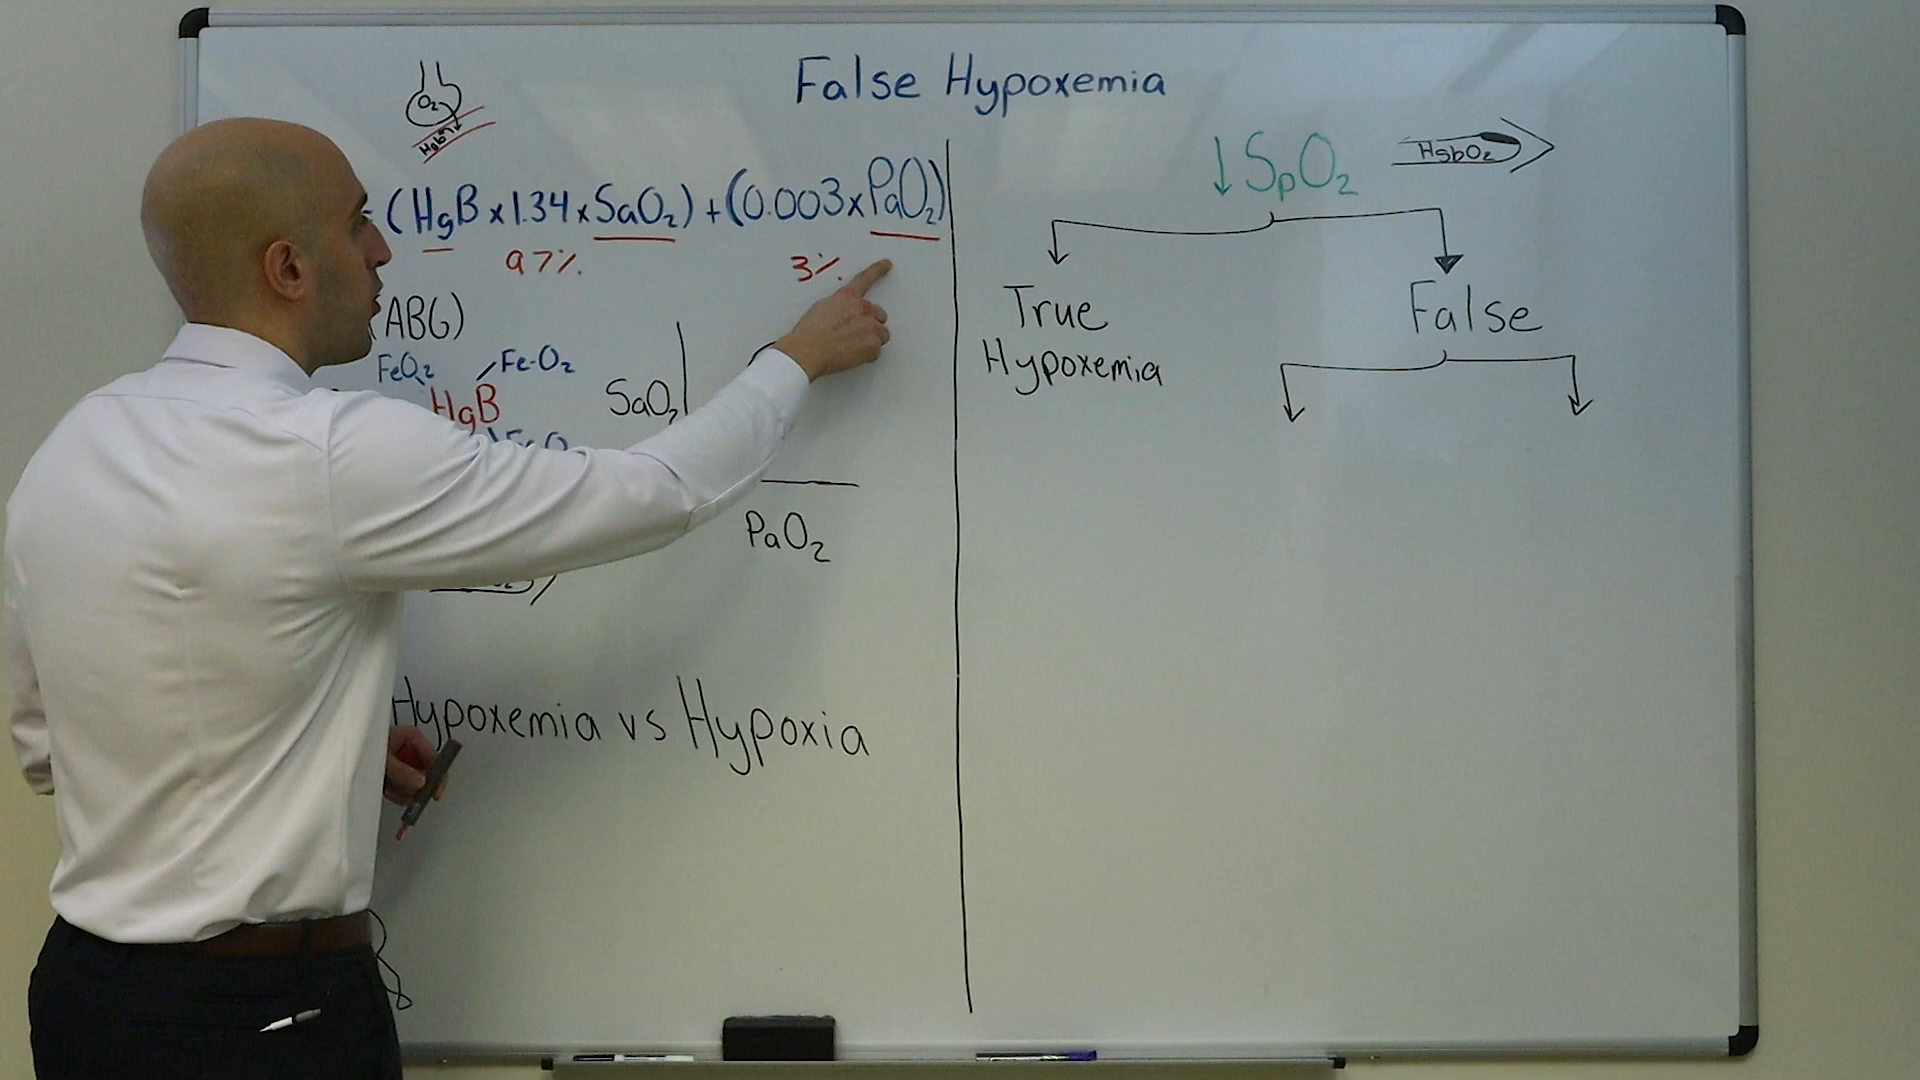 False Hypoxemia
O2
HgB
(HgB x 1.34 x SaO2) + (0.003 x PaO2)
97%
3%
(ABG)
FeO2
Fe-O2
HgB
SaO2
PaO2
Hypoxemia vs Hypoxia
↓SpO2
HgbO2
True
Hypoxemia
False